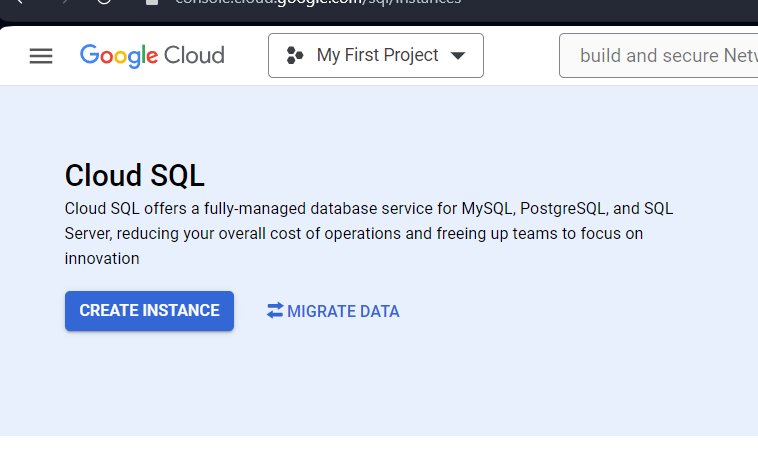 console.cloud.google.com/sql/instances
Google Cloud
My First Project
build and secure Netw
Cloud SQL
Cloud SQL offers a fully-managed database service for MySQL, PostgreSQL, and SQL
Server, reducing your overall cost of operations and freeing up teams to focus on
innovation
CREATE INSTANCE
MIGRATE DATA